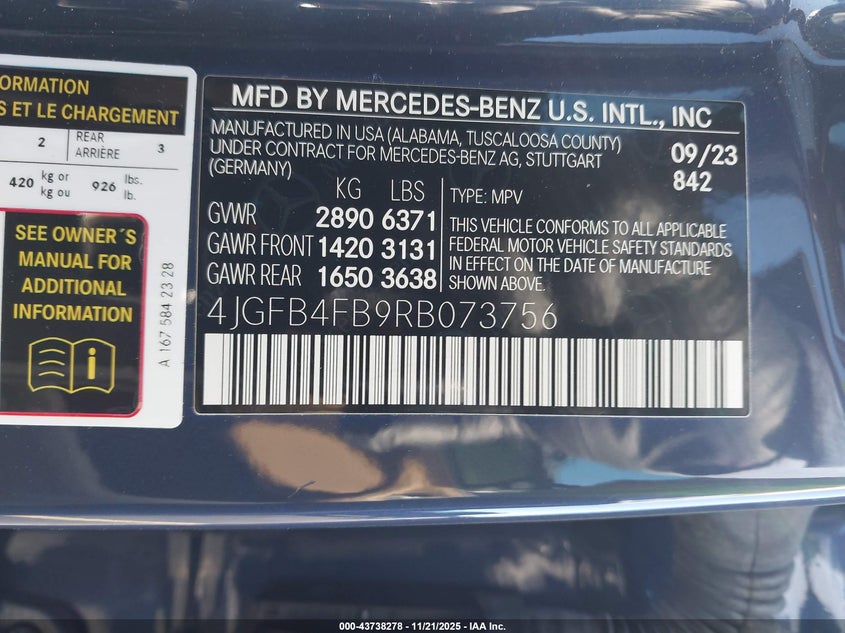 ORMATION
S ET LE CHARGEMENT
2 REAR ARRIÈRE 3
420 kg or kg ou 926 lbs. lb.
SEE OWNER´S
MANUAL FOR
ADDITIONAL
INFORMATION
A 167 584 23 28
MFD BY MERCEDES-BENZ U.S. INTL., INC
MANUFACTURED IN USA (ALABAMA, TUSCALOOSA COUNTY)
UNDER CONTRACT FOR MERCEDES-BENZ AG, STUTTGART
(GERMANY)
09/23
842
KG LBS
GVWR 2890 6371
GAWR FRONT 1420 3131
GAWR REAR 1650 3638
TYPE: MPV
THIS VEHICLE CONFORMS TO ALL APPLICABLE
FEDERAL MOTOR VEHICLE SAFETY STANDARDS
IN EFFECT ON THE DATE OF MANUFACTURE
SHOWN ABOVE.
4JGFB4FB9RB073756
000-43738278 - 11/21/2025 - IAA Inc.